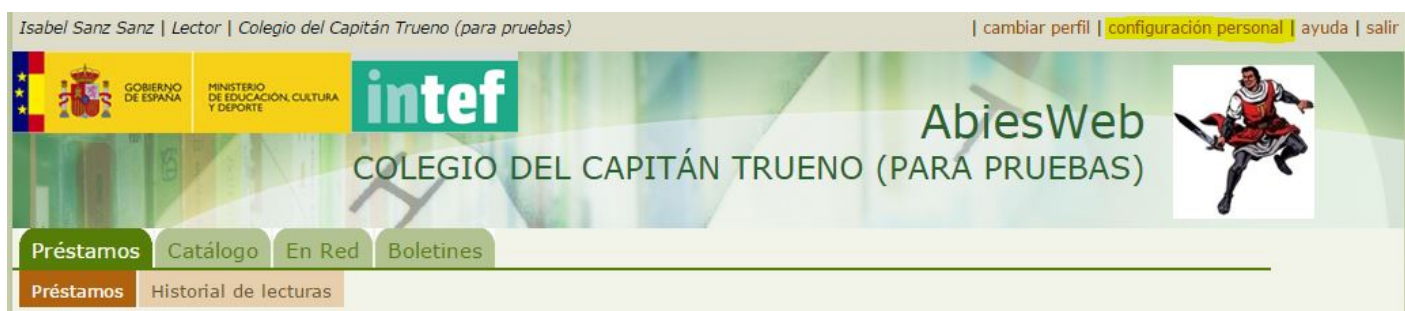 Isabel Sanz Sanz | Lector | Colegio del Capitán Trueno (para pruebas) | cambiar perfil | configuración personal | ayuda | salir
GOBIERNO DE ESPAÑA
MINISTERIO DE EDUCACIÓN, CULTURA Y DEPORTE
intef
AbiesWeb
COLEGIO DEL CAPITÁN TRUENO (PARA PRUEBAS)
Préstamos Catálogo En Red Boletines
Préstamos Historial de lecturas